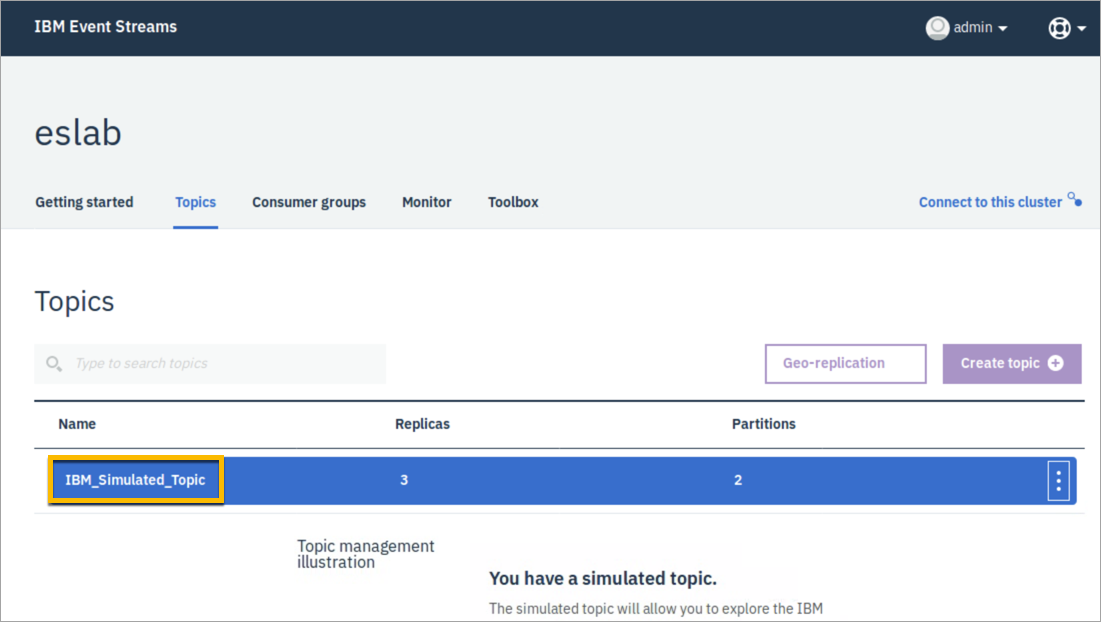 IBM Event Streams
admin
eslab
Getting started Topics Consumer groups Monitor Toolbox Connect to this cluster
Topics
Type to search topics Geo-replication Create topic
Name Replicas Partitions
IBM_Simulated_Topic 3 2
Topic management
illustration
You have a simulated topic.
The simulated topic will allow you to explore the IBM